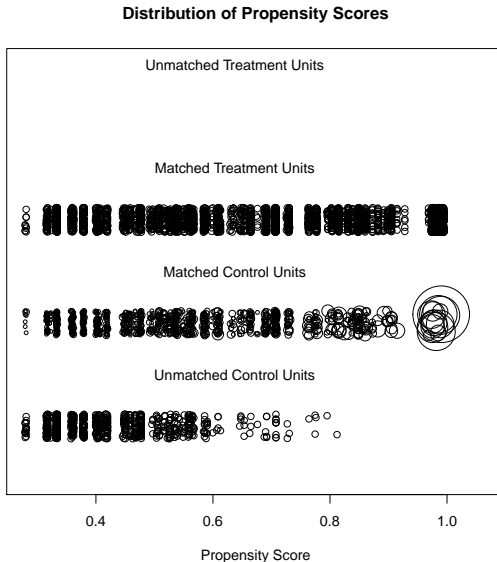 Distribution of Propensity Scores
Unmatched Treatment Units
Matched Treatment Units
Matched Control Units
Unmatched Control Units
0.4 0.6 0.8 1.0
Propensity Score